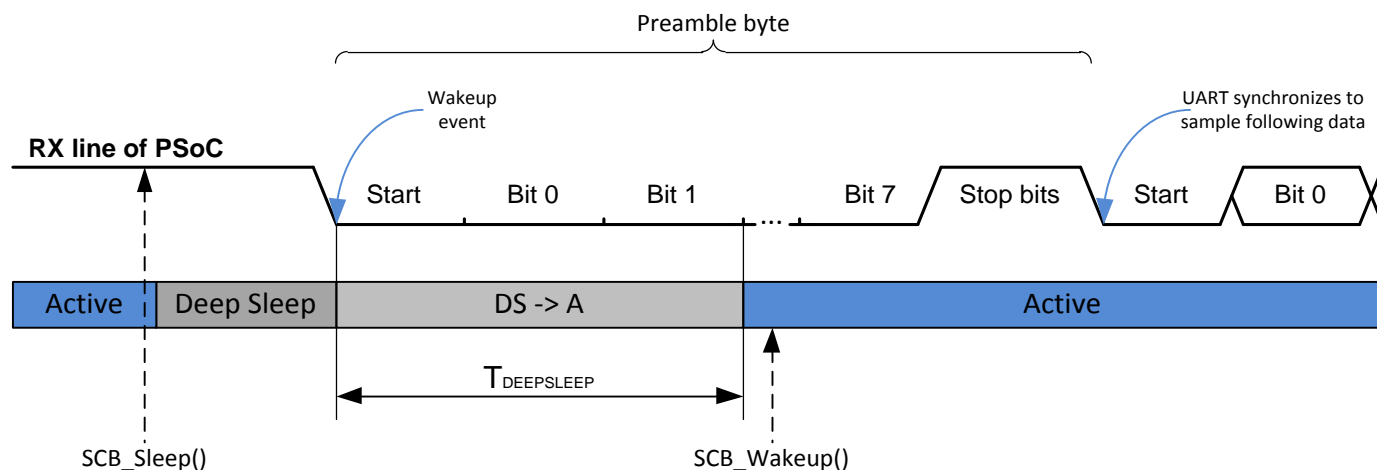 Preamble byte
Wakeup
event
UART synchronizes to
sample following data
RX line of PSoC
Start
Bit 0
Bit 1
...
Bit 7
Stop bits
Start
Bit 0
Active
Deep Sleep
DS -> A
Active
TDEEPSLEEP
SCB_Sleep()
SCB_Wakeup()